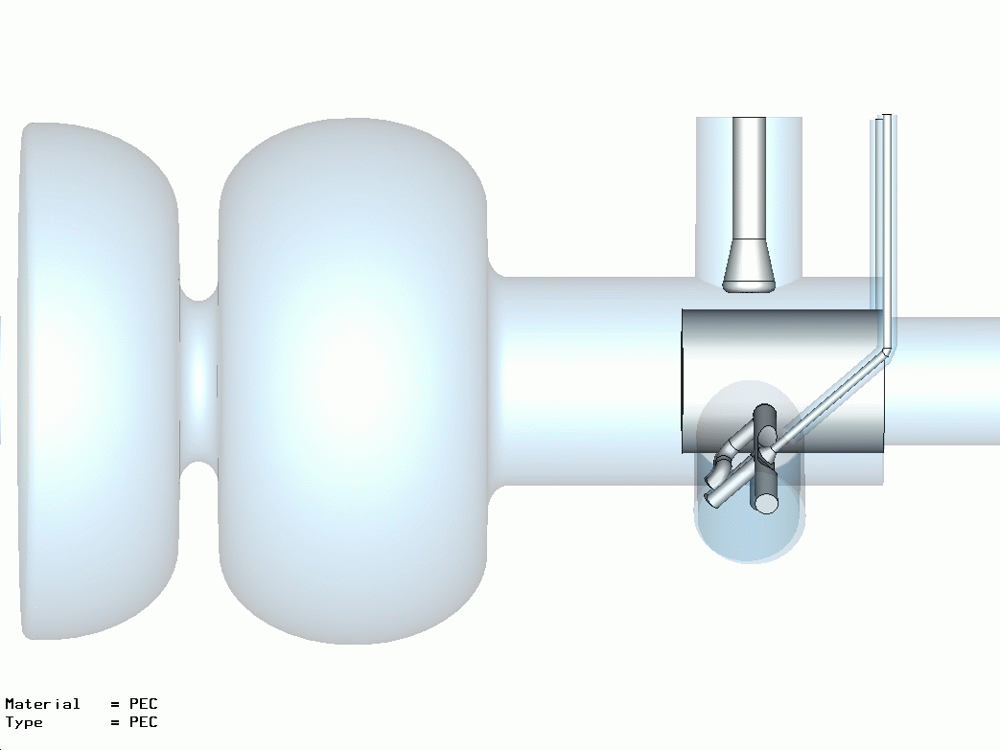 Material = PEC
Type = PEC